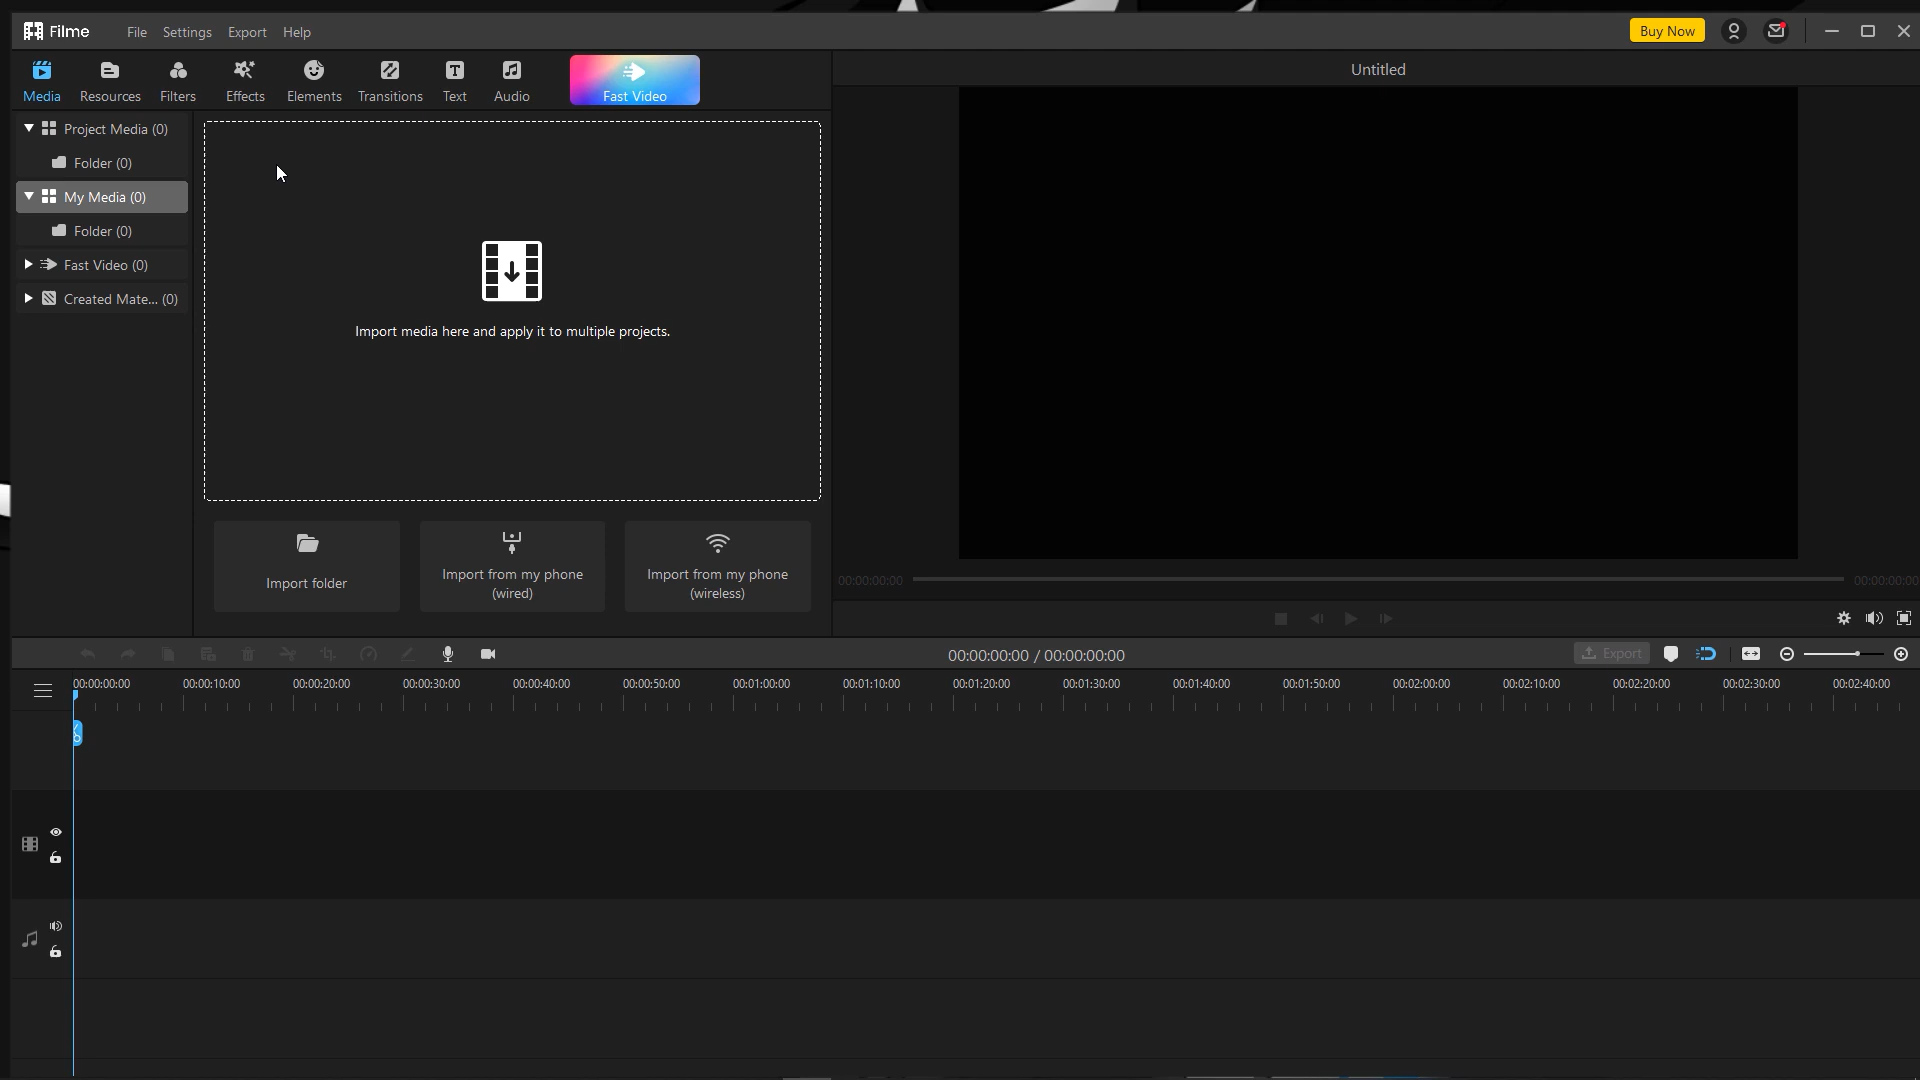 Filme
File Settings Export Help
Buy Now
Media Resources Filters Effects Elements Transitions Text Audio Fast Video
Untitled
Project Media (0)
Folder (0)
My Media (0)
Folder (0)
Fast Video (0)
Created Mate... (0)
Import media here and apply it to multiple projects.
Import folder
Import from my phone
(wired)
Import from my phone
(wireless)
00:00:00:00 00:00:00:00
00:00:00:00 / 00:00:00:00
Export
00:00:00:00 00:00:10:00 00:00:20:00 00:00:30:00 00:00:40:00 00:00:50:00 00:01:00:00 00:01:10:00 00:01:20:00 00:01:30:00 00:01:40:00 00:01:50:00 00:02:00:00 00:02:10:00 00:02:20:00 00:02:30:00 00:02:40:00